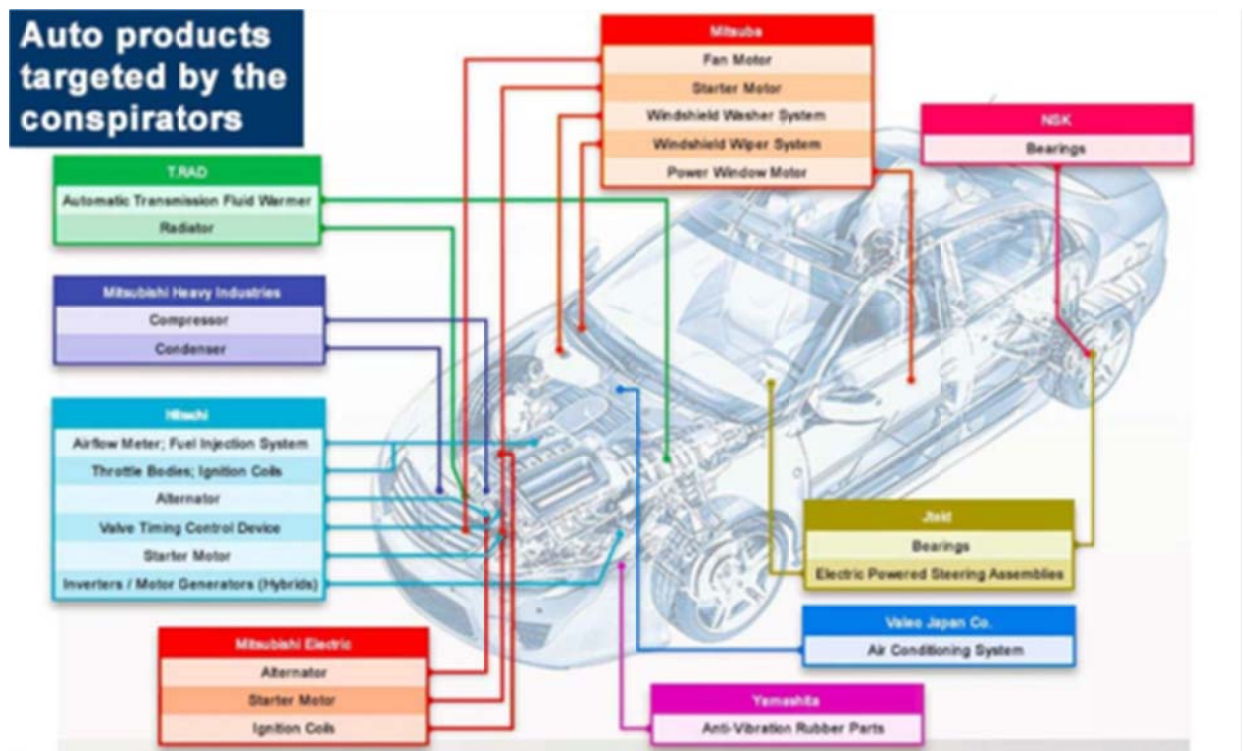 Auto products
targeted by the
conspirators
Mitsuba
Fan Motor
Starter Motor
Windshield Washer System
Windshield Wiper System
Power Window Motor
NSK
Bearings
T.RAD
Automatic Transmission Fluid Warmer
Radiator
Mitsubishi Heavy Industries
Compressor
Condenser
Hitachi
Airflow Meter; Fuel Injection System
Throttle Bodies; Ignition Coils
Alternator
Valve Timing Control Device
Starter Motor
Inverters / Motor Generators (Hybrids)
Jtekt
Bearings
Electric Powered Steering Assemblies
Valeo Japan Co.
Air Conditioning System
Mitsubishi Electric
Alternator
Starter Motor
Ignition Coils
Yamashita
Anti-Vibration Rubber Parts